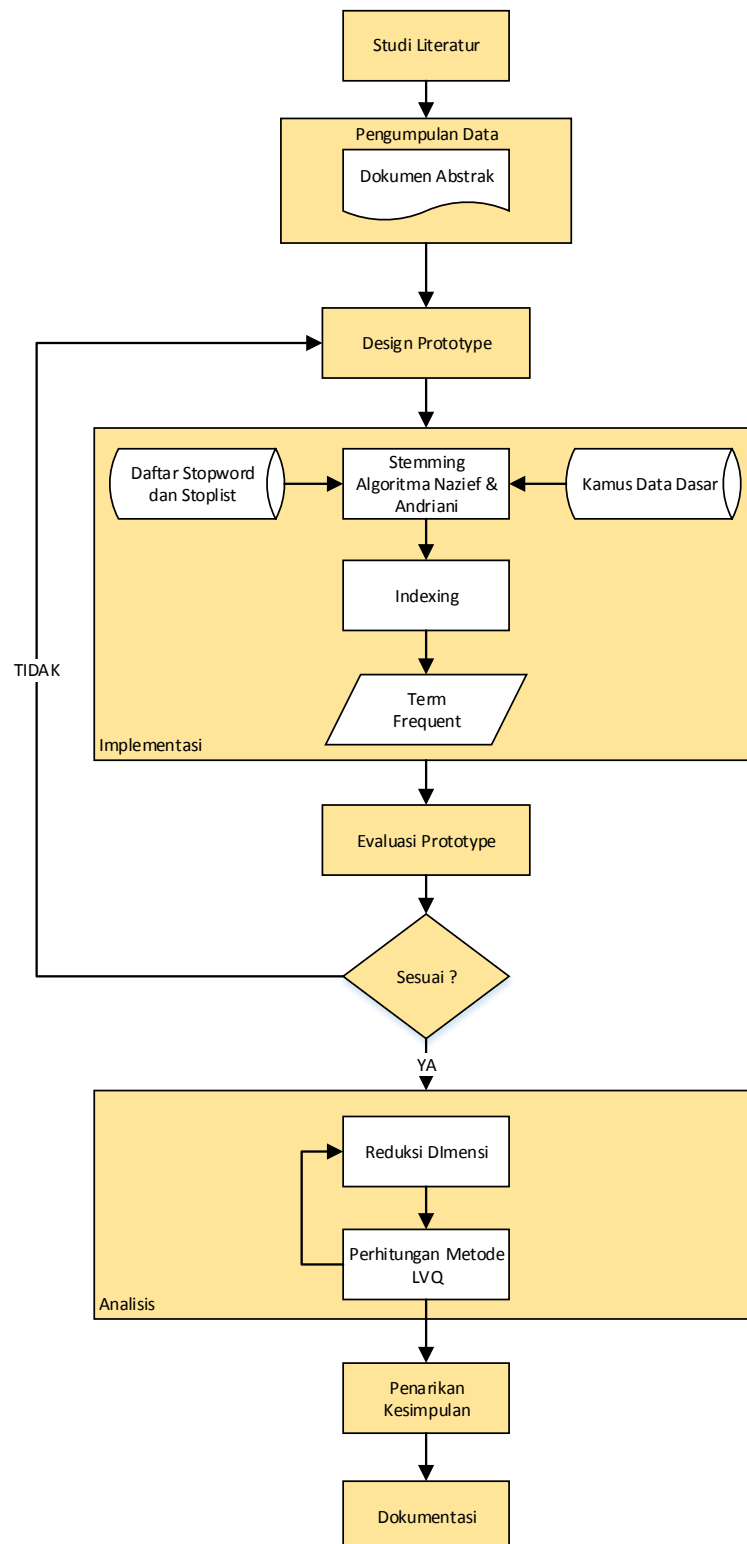 Studi Literatur
Pengumpulan Data
Dokumen Abstrak
Design Prototype
Daftar Stopword
dan Stoplist
Stemming
Algoritma Nazief &
Andriani
Kamus Data Dasar
Indexing
Term
Frequent
Implementasi
TIDAK
Evaluasi Prototype
Sesuai ?
YA
Reduksi DImensi
Perhitungan Metode
LVQ
Analisis
Penarikan
Kesimpulan
Dokumentasi